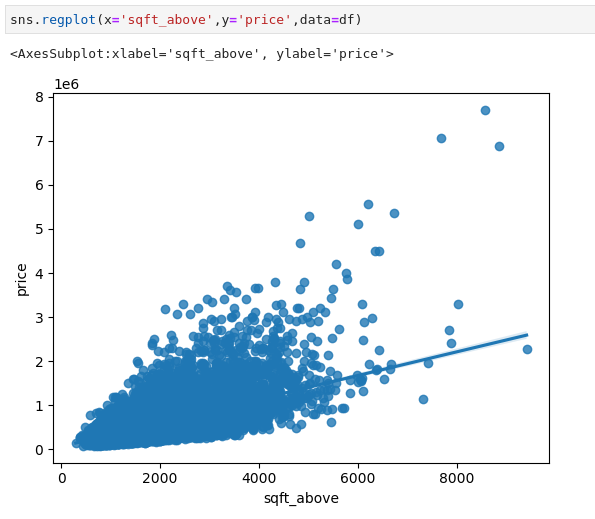 sns.regplot(x='sqft_above',y='price',data=df)
<AxesSubplot:xlabel='sqft_above', ylabel='price'>
1e6
8
7
6
5
4
3
2
1
0
price
0 2000 4000 6000 8000
sqft_above